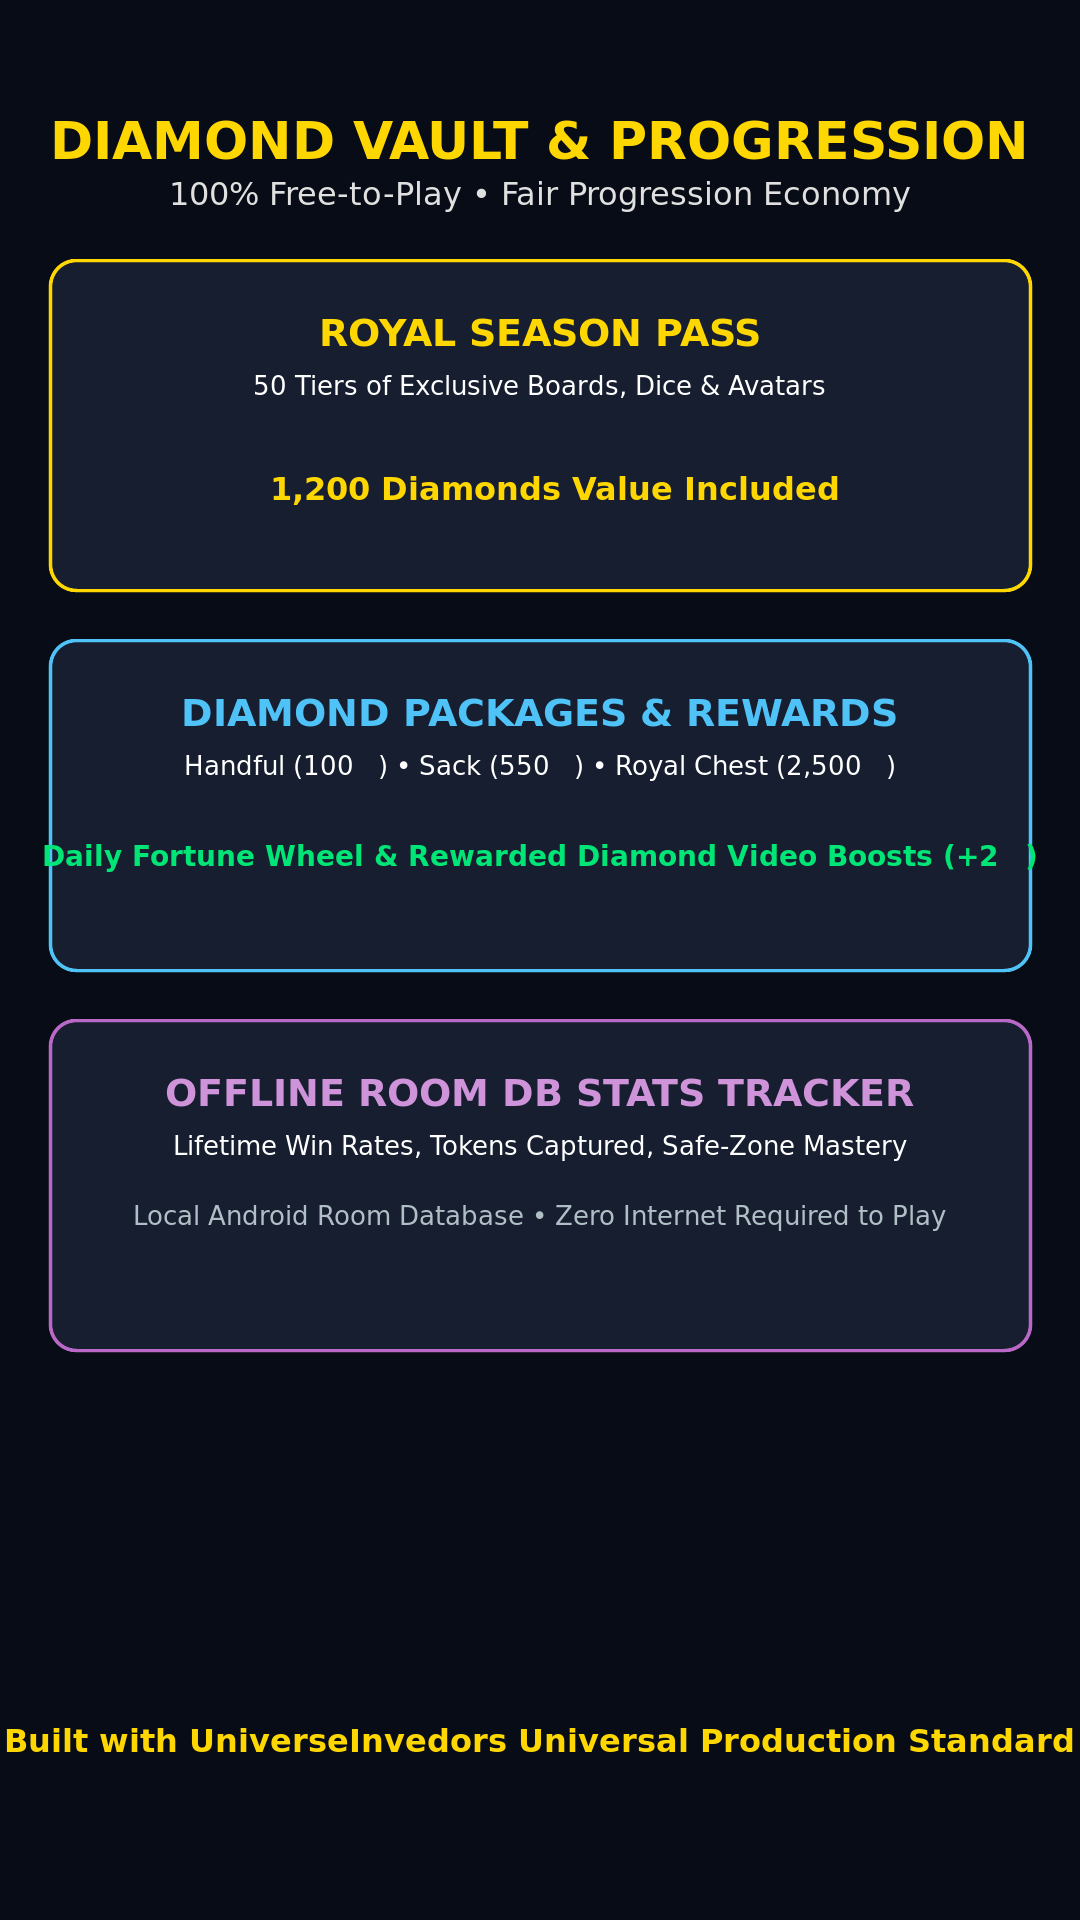 DIAMOND VAULT & PROGRESSION
100% Free-to-Play • Fair Progression Economy
ROYAL SEASON PASS
50 Tiers of Exclusive Boards, Dice & Avatars
1,200 Diamonds Value Included
DIAMOND PACKAGES & REWARDS
Handful (100   ) • Sack (550   ) • Royal Chest (2,500   )
Daily Fortune Wheel & Rewarded Diamond Video Boosts (+2   )
OFFLINE ROOM DB STATS TRACKER
Lifetime Win Rates, Tokens Captured, Safe-Zone Mastery
Local Android Room Database • Zero Internet Required to Play
Built with UniverseInvedors Universal Production Standard